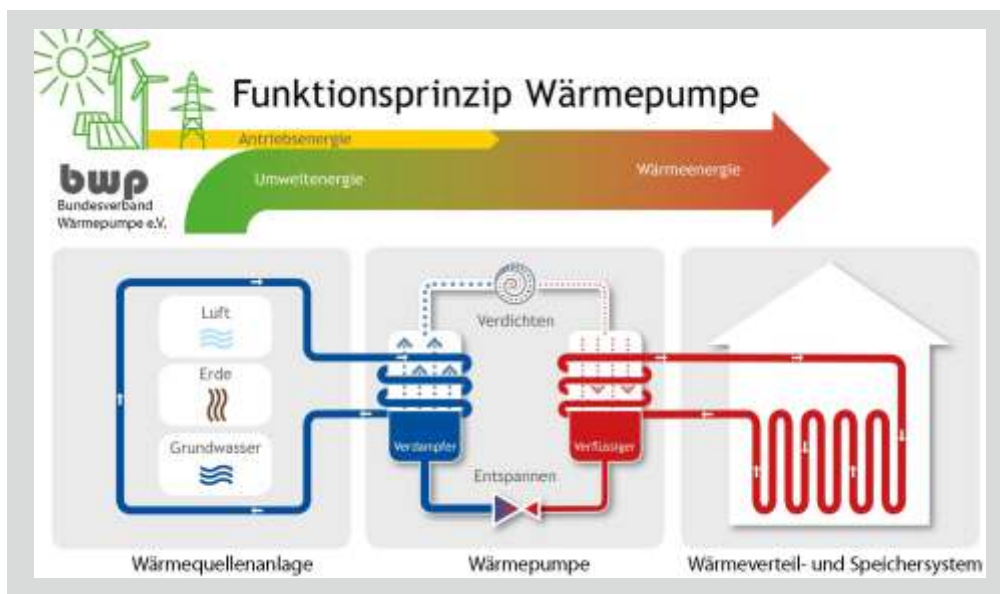 Funktionsprinzip Wärmepumpe
Antriebsenergie
Umweltenergie
Wärmeenergie
bwp
Bundesverband
Wärmepumpe e.V.
Luft
Erde
Grundwasser
Verdichten
Verdampfer
Verflüssiger
Entspannen
Wärmequellenanlage
Wärmepumpe
Wärmeverteil- und Speichersystem